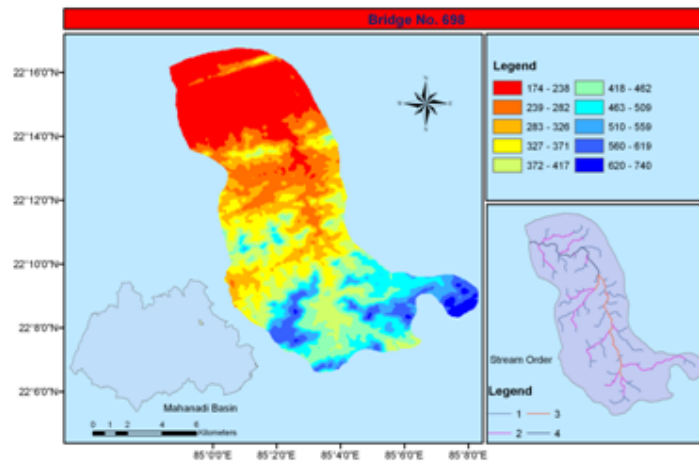 Bridge No. 698
22°16'0"N
22°14'0"N
22°12'0"N
22°10'0"N
22°8'0"N
22°6'0"N
Mahanadi Basin
0 1 2 4 6
Kilometers
85°0'0"E 85°2'0"E 85°4'0"E 85°6'0"E 85°8'0"E
Legend
174 - 238 418 - 462
239 - 282 463 - 509
283 - 326 510 - 559
327 - 371 560 - 619
372 - 417 620 - 740
Stream Order
Legend
1 3
2 4